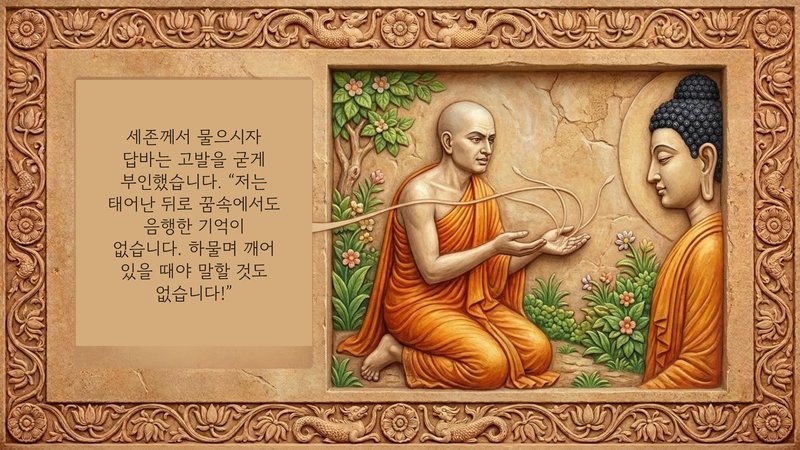 세존께서 물으시자
답바는 고발을 굳게
부인했습니다. “저는
태어난 뒤로 꿈속에서도
음행한 기억이
없습니다. 하물며 깨어
있을 때야 말할 것도
없습니다!”